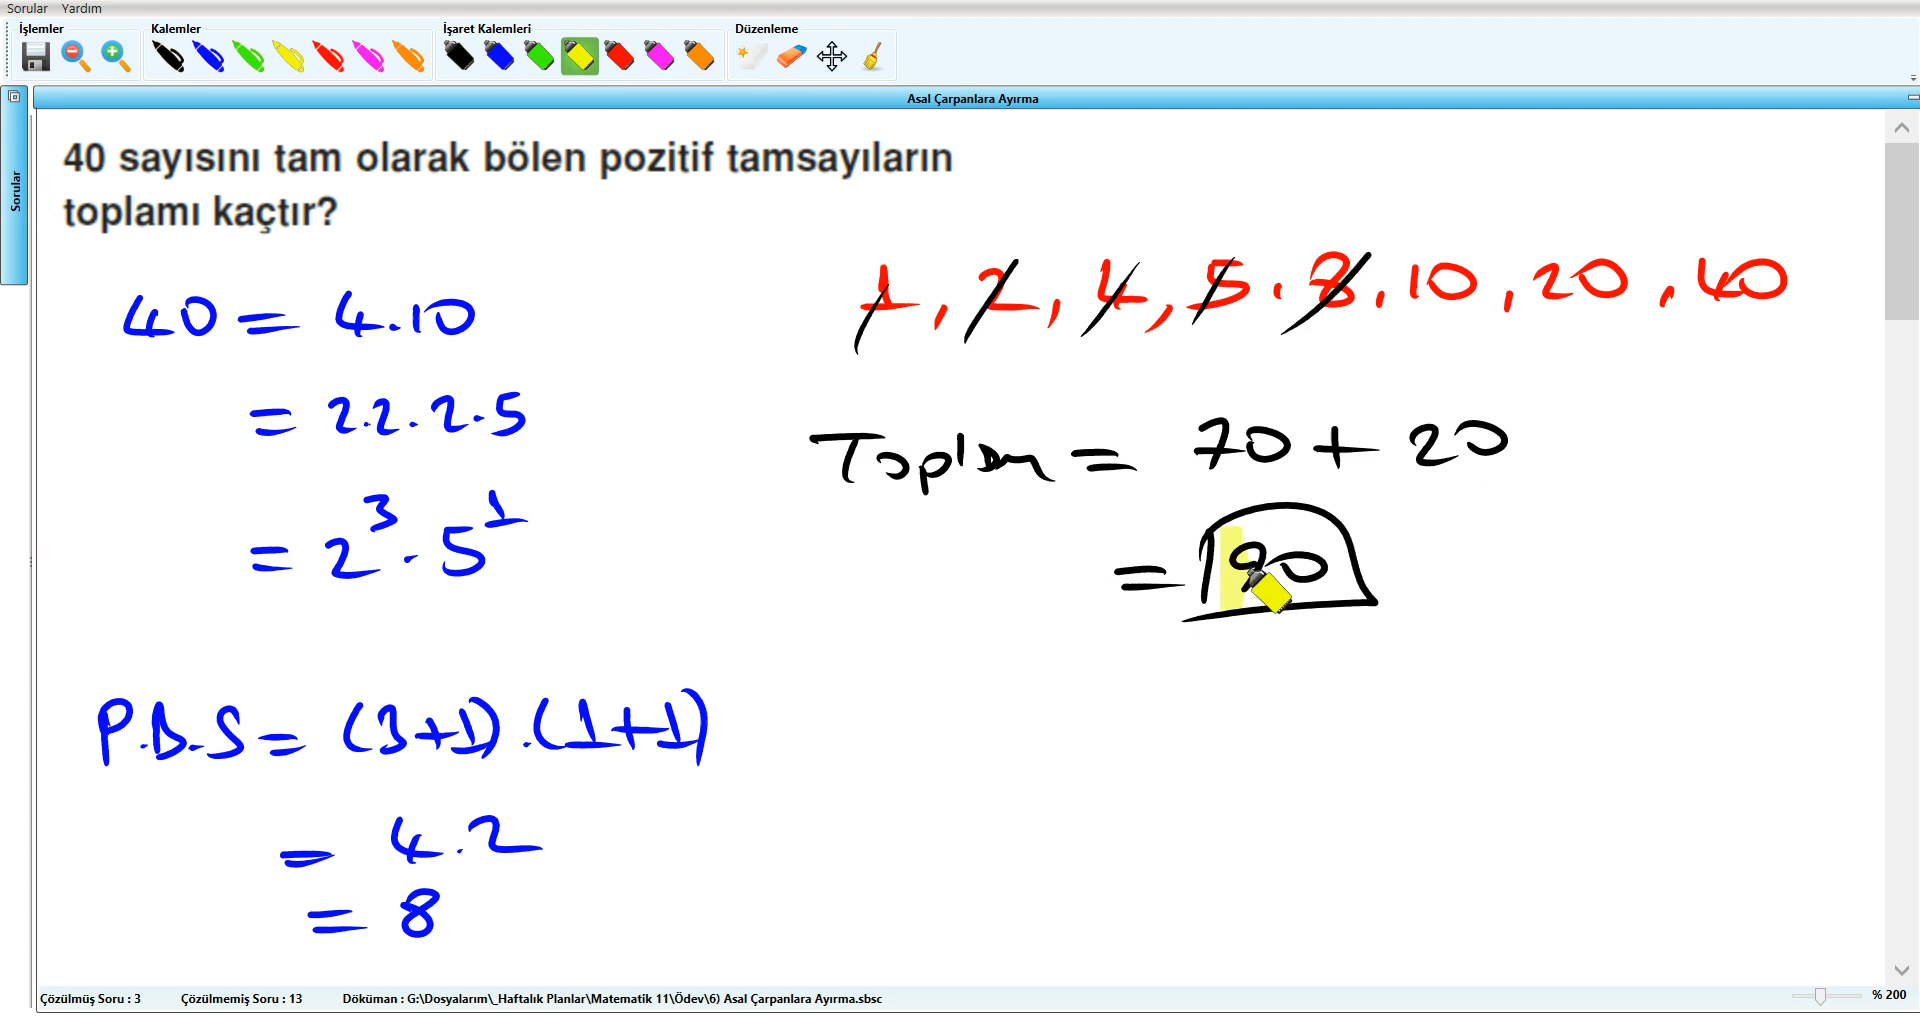 Sorular Yardım
İşlemler Kalemler İşaret Kalemleri Düzenleme
Asal Çarpanlara Ayırma
Sorular
40 sayısını tam olarak bölen pozitif tamsayıların
toplamı kaçtır?
40 = 4.10
= 2.2.2.5
= 2³.5¹
P.B.S = (3+1).(1+1)
= 4.2
= 8
1, 2, 4, 5, 8, 10, 20, 40
Toplam = 70 + 20
= 90
Çözülmüş Soru : 3 Çözülmemiş Soru : 13 Döküman : G:\Dosyalarım\_Haftalık Planlar\Matematik 11\Ödev\6) Asal Çarpanlara Ayırma.sbsc % 200